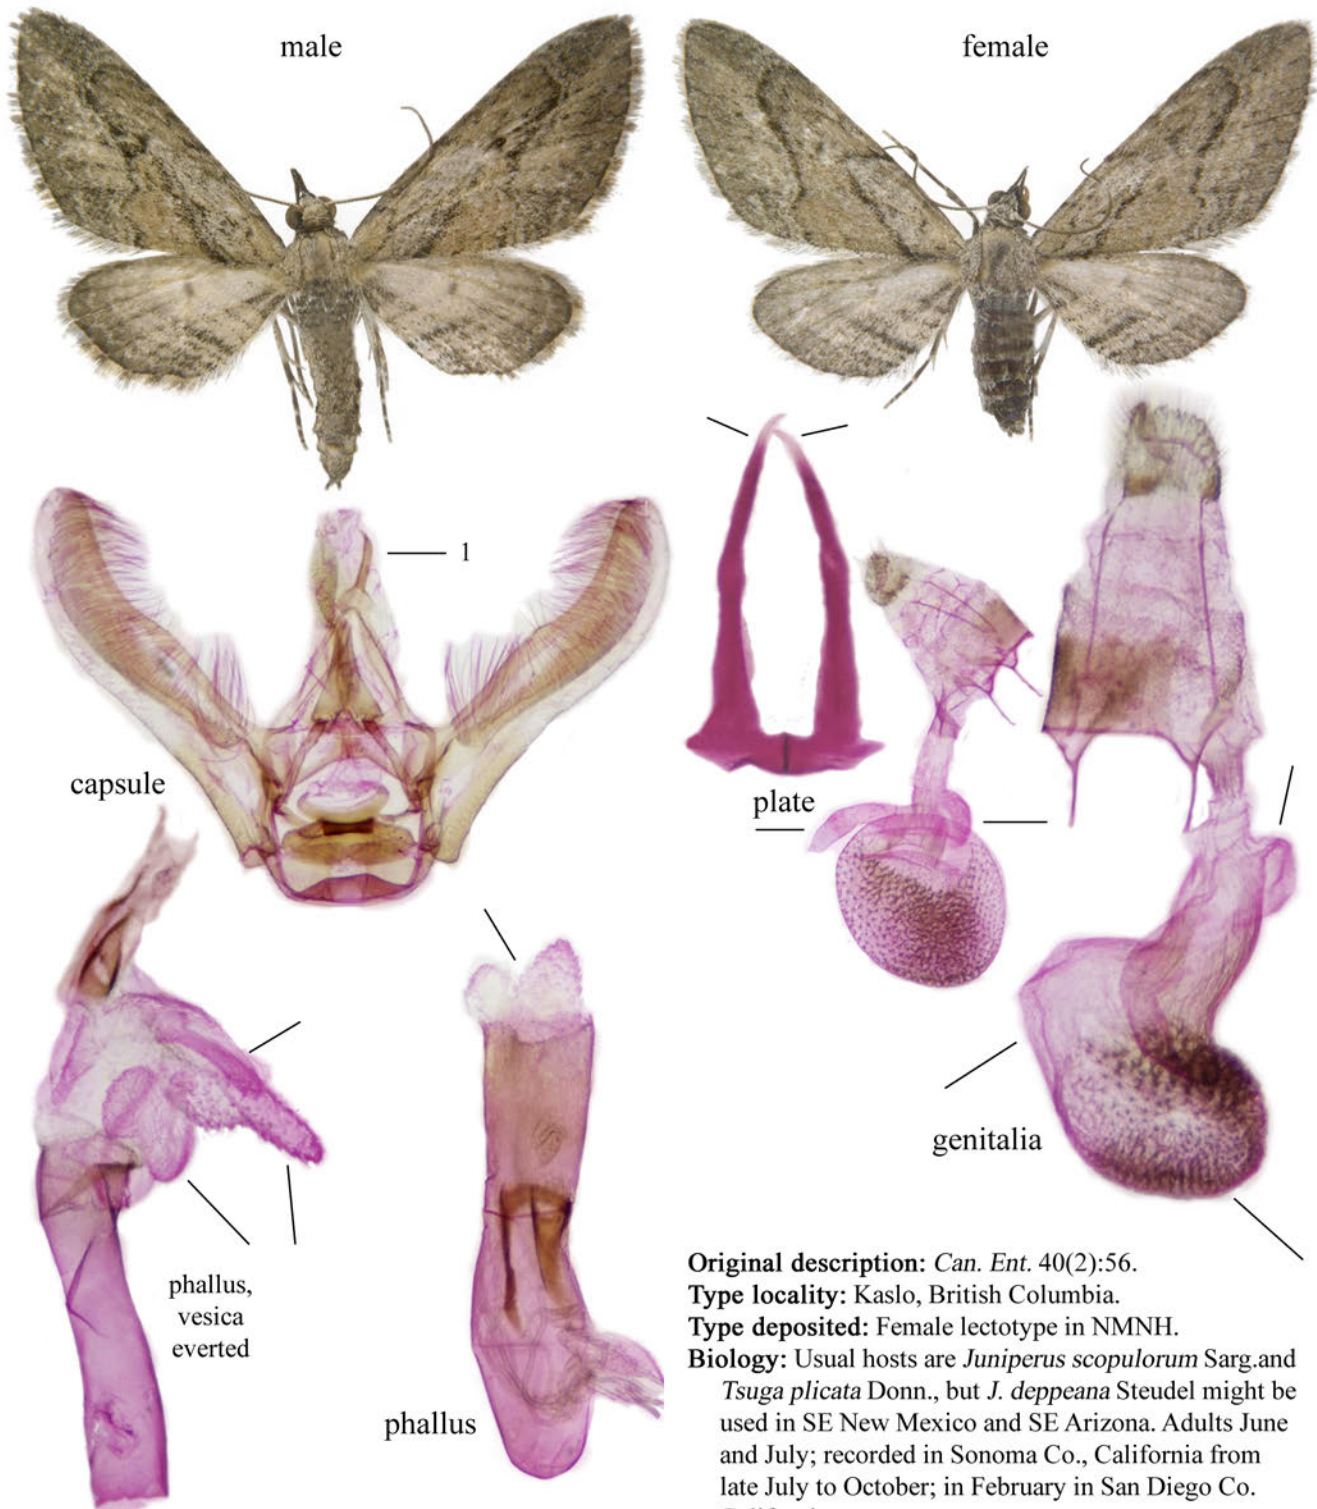 male
female
1
capsule
plate
genitalia
phallus,
vesica
everted
phallus
Original description: Can. Ent. 40(2):56.
Type locality: Kaslo, British Columbia.
Type deposited: Female lectotype in NMNH.
Biology: Usual hosts are Juniperus scopulorum Sarg.and
Tsuga plicata Donn., but J. deppeana Steudel might be
used in SE New Mexico and SE Arizona. Adults June
and July; recorded in Sonoma Co., California from
late July to October; in February in San Diego Co.